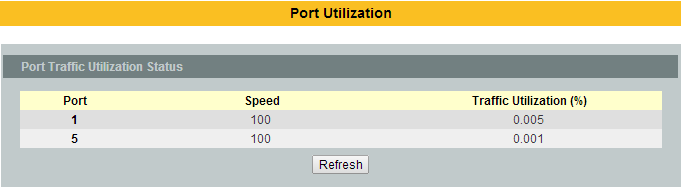 Port Utilization
Port Traffic Utilization Status
Port Speed Traffic Utilization (%)
1 100 0.005
5 100 0.001
Refresh